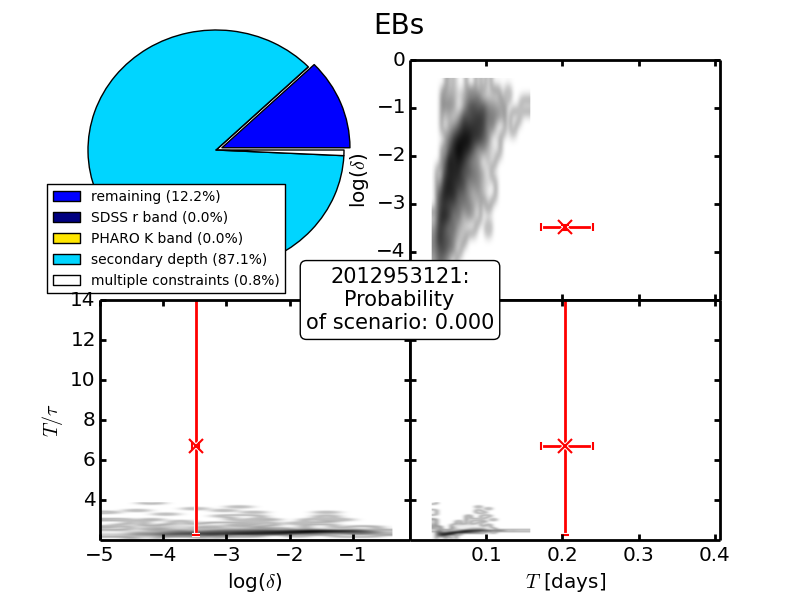 EBs
0
−1
−2
−3
−4
log(δ)
remaining (12.2%)
SDSS r band (0.0%)
PHARO K band (0.0%)
secondary depth (87.1%)
multiple constraints (0.8%)
2012953121:
Probability
of scenario: 0.000
14
12
10
8
6
4
T/τ
−5 −4 −3 −2 −1
log(δ)
0.1 0.2 0.3 0.4
T [days]